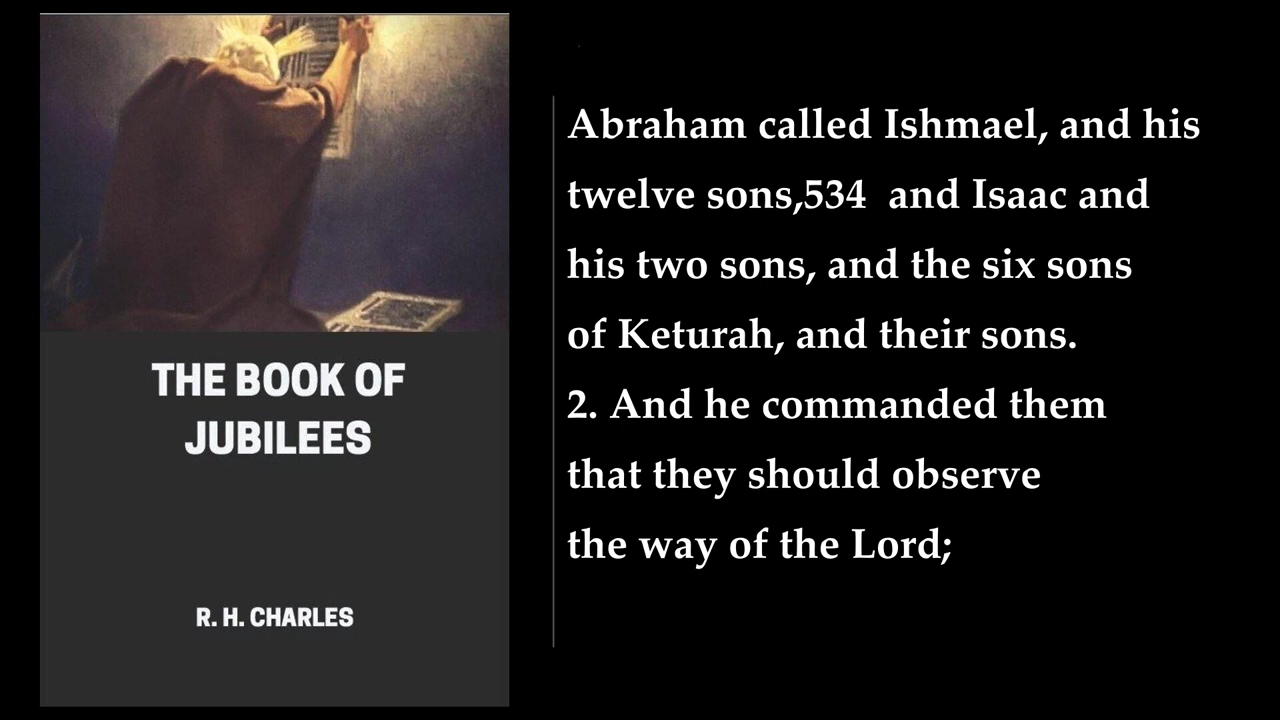 THE BOOK OF
JUBILEES
R. H. CHARLES
Abraham called Ishmael, and his
twelve sons,534  and Isaac and
his two sons, and the six sons
of Keturah, and their sons.
2. And he commanded them
that they should observe
the way of the Lord;